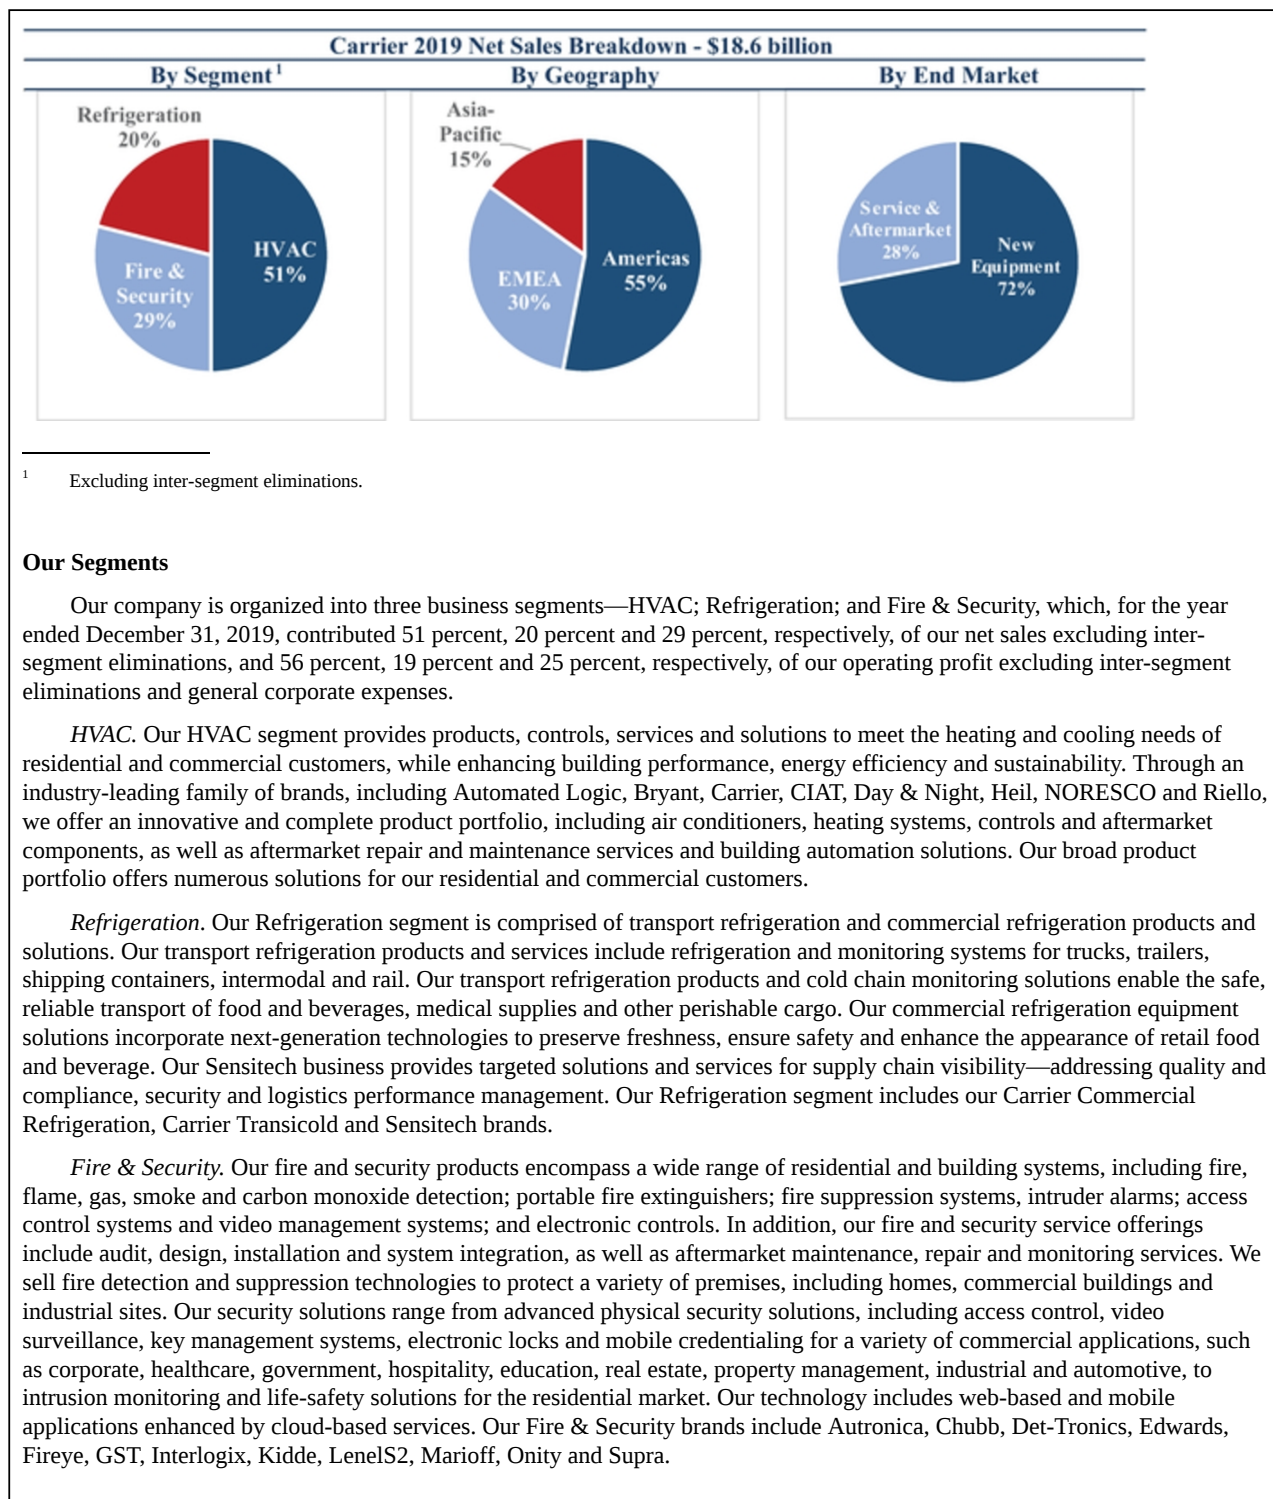 Carrier 2019 Net Sales Breakdown - $18.6 billion
By Segment 1
By Geography
By End Market
Refrigeration
20%
HVAC
51%
Fire &
Security
29%
Asia-
Pacific
15%
Americas
55%
EMEA
30%
Service &
Aftermarket
28%
New
Equipment
72%
1 Excluding inter-segment eliminations.
Our Segments
Our company is organized into three business segments—HVAC; Refrigeration; and Fire & Security, which, for the year
ended December 31, 2019, contributed 51 percent, 20 percent and 29 percent, respectively, of our net sales excluding inter-
segment eliminations, and 56 percent, 19 percent and 25 percent, respectively, of our operating profit excluding inter-segment
eliminations and general corporate expenses.
HVAC. Our HVAC segment provides products, controls, services and solutions to meet the heating and cooling needs of
residential and commercial customers, while enhancing building performance, energy efficiency and sustainability. Through an
industry-leading family of brands, including Automated Logic, Bryant, Carrier, CIAT, Day & Night, Heil, NORESCO and Riello,
we offer an innovative and complete product portfolio, including air conditioners, heating systems, controls and aftermarket
components, as well as aftermarket repair and maintenance services and building automation solutions. Our broad product
portfolio offers numerous solutions for our residential and commercial customers.
Refrigeration. Our Refrigeration segment is comprised of transport refrigeration and commercial refrigeration products and
solutions. Our transport refrigeration products and services include refrigeration and monitoring systems for trucks, trailers,
shipping containers, intermodal and rail. Our transport refrigeration products and cold chain monitoring solutions enable the safe,
reliable transport of food and beverages, medical supplies and other perishable cargo. Our commercial refrigeration equipment
solutions incorporate next-generation technologies to preserve freshness, ensure safety and enhance the appearance of retail food
and beverage. Our Sensitech business provides targeted solutions and services for supply chain visibility—addressing quality and
compliance, security and logistics performance management. Our Refrigeration segment includes our Carrier Commercial
Refrigeration, Carrier Transicold and Sensitech brands.
Fire & Security. Our fire and security products encompass a wide range of residential and building systems, including fire,
flame, gas, smoke and carbon monoxide detection; portable fire extinguishers; fire suppression systems, intruder alarms; access
control systems and video management systems; and electronic controls. In addition, our fire and security service offerings
include audit, design, installation and system integration, as well as aftermarket maintenance, repair and monitoring services. We
sell fire detection and suppression technologies to protect a variety of premises, including homes, commercial buildings and
industrial sites. Our security solutions range from advanced physical security solutions, including access control, video
surveillance, key management systems, electronic locks and mobile credentialing for a variety of commercial applications, such
as corporate, healthcare, government, hospitality, education, real estate, property management, industrial and automotive, to
intrusion monitoring and life-safety solutions for the residential market. Our technology includes web-based and mobile
applications enhanced by cloud-based services. Our Fire & Security brands include Autronica, Chubb, Det-Tronics, Edwards,
Fireye, GST, Interlogix, Kidde, LenelS2, Marioff, Onity and Supra.